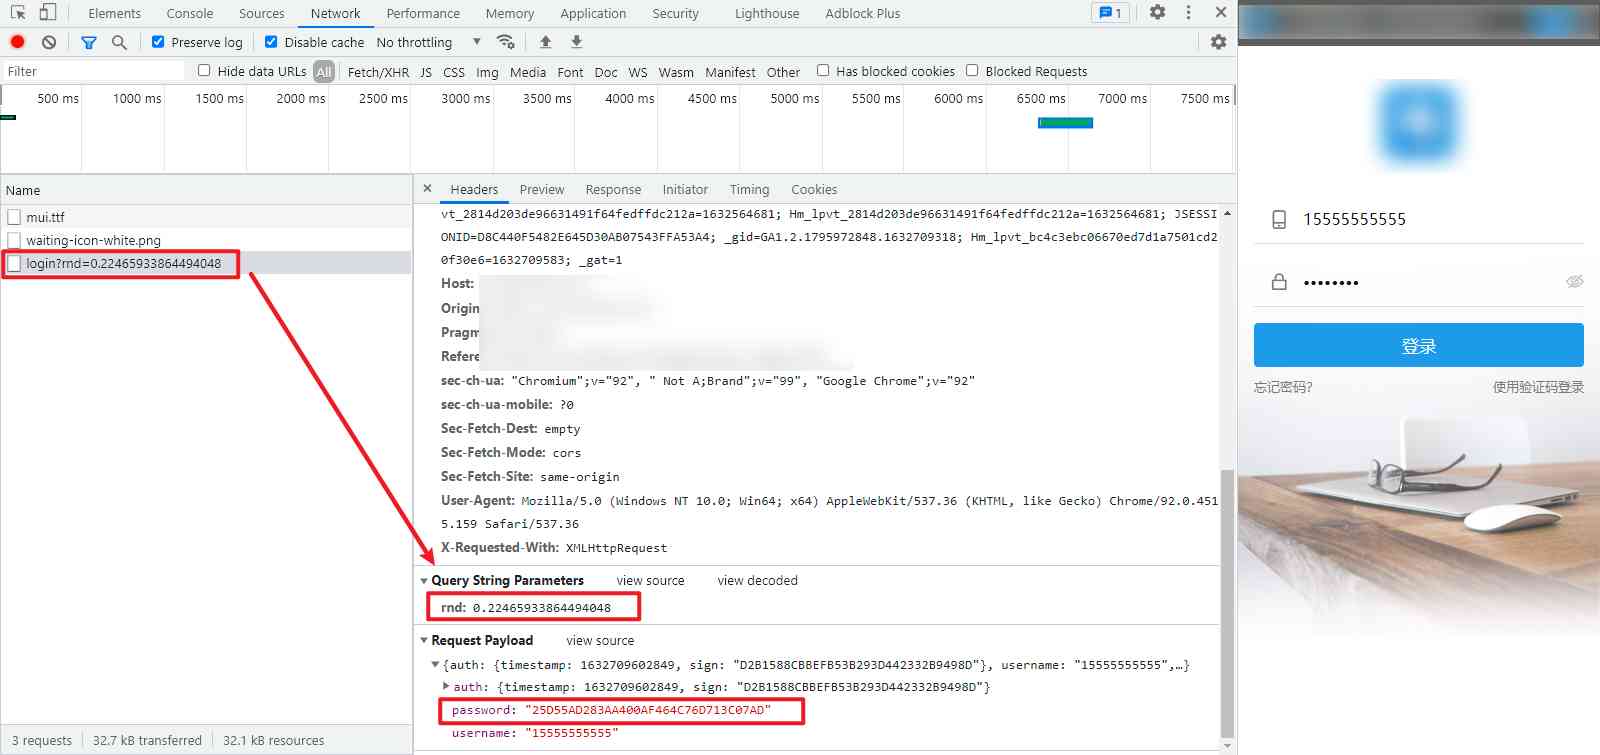 Elements Console Sources Network Performance Memory Application Security Lighthouse Adblock Plus 1
Preserve log Disable cache No throttling
Filter Hide data URLs All Fetch/XHR JS CSS Img Media Font Doc WS Wasm Manifest Other Has blocked cookies Blocked Requests
500 ms 1000 ms 1500 ms 2000 ms 2500 ms 3000 ms 3500 ms 4000 ms 4500 ms 5000 ms 5500 ms 6000 ms 6500 ms 7000 ms 7500 ms
Name
mui.ttf
waiting-icon-white.png
login?rnd=0.22465933864494048
3 requests 32.7 kB transferred 32.1 kB resources
Headers Preview Response Initiator Timing Cookies
vt_2814d203de96631491f64fedffdc212a=1632564681; Hm_lpvt_2814d203de96631491f64fedffdc212a=1632564681; JSESSI
ONID=D8C440F5482E645D30AB07543FFA53A4; _gid=GA1.2.1795972848.1632709318; Hm_lpvt_bc4c3ebc06670ed7d1a7501cd2
0f30e6=1632709583; _gat=1
Host:
Origin
Pragm
Refere
sec-ch-ua: "Chromium";v="92", " Not A;Brand";v="99", "Google Chrome";v="92"
sec-ch-ua-mobile: ?0
Sec-Fetch-Dest: empty
Sec-Fetch-Mode: cors
Sec-Fetch-Site: same-origin
User-Agent: Mozilla/5.0 (Windows NT 10.0; Win64; x64) AppleWebKit/537.36 (KHTML, like Gecko) Chrome/92.0.451
5.159 Safari/537.36
X-Requested-With: XMLHttpRequest
Query String Parameters view source view decoded
rnd: 0.22465933864494048
Request Payload view source
{auth: {timestamp: 1632709602849, sign: "D2B1588CBBEFB53B293D442332B9498D"}, username: "15555555555",…}
auth: {timestamp: 1632709602849, sign: "D2B1588CBBEFB53B293D442332B9498D"}
password: "25D55AD283AA400AF464C76D713C07AD"
username: "15555555555"
15555555555
••••••••
登录
忘记密码? 使用验证码登录